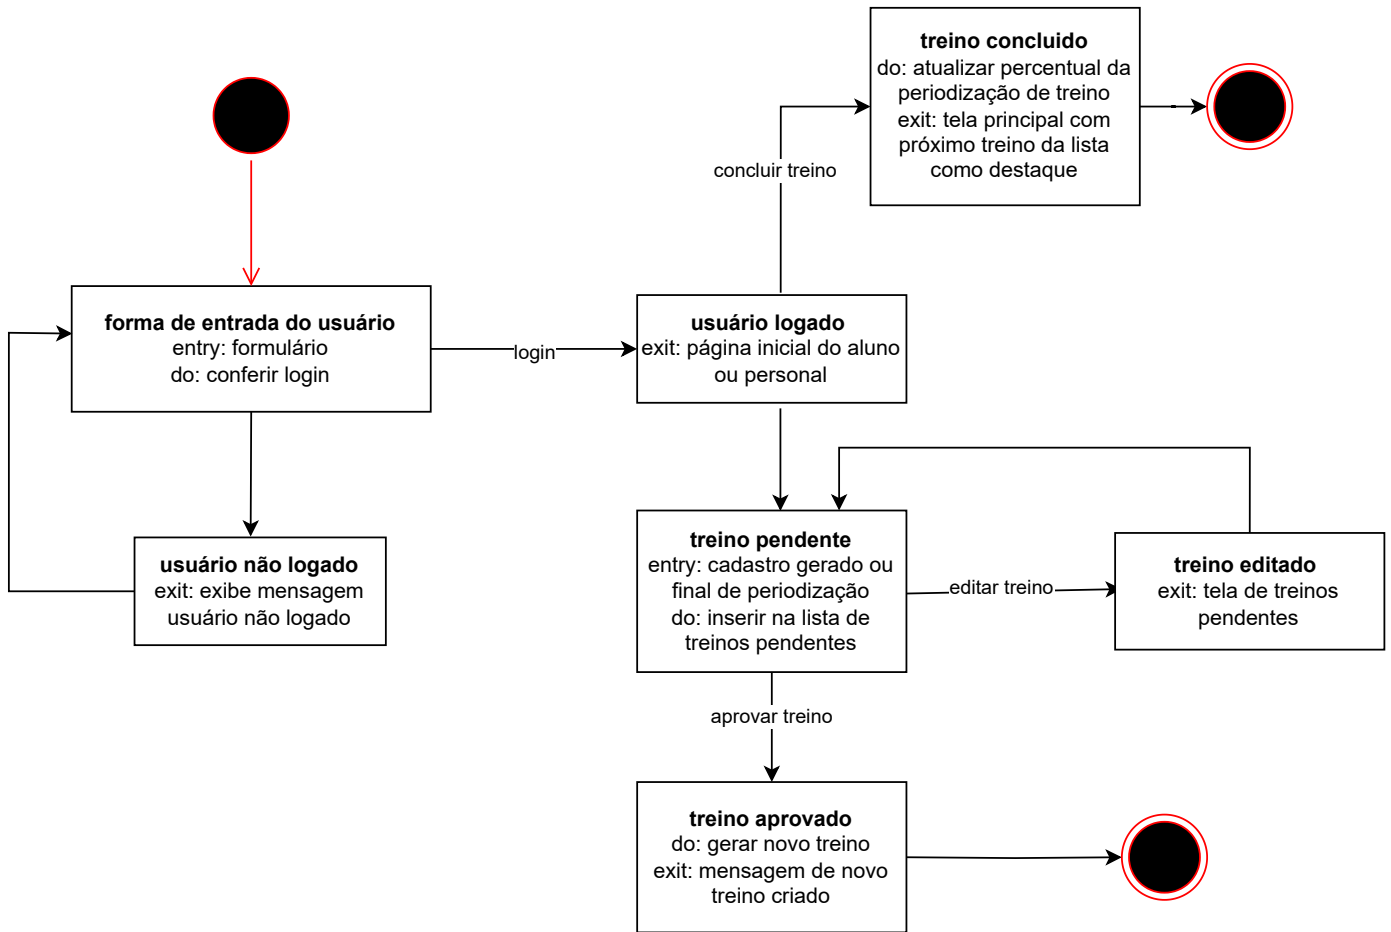 treino concluido
do: atualizar percentual da
periodização de treino
exit: tela principal com
próximo treino da lista
como destaque
concluir treino
forma de entrada do usuário
entry: formulário
do: conferir login
login
usuário logado
exit: página inicial do aluno
ou personal
usuário não logado
exit: exibe mensagem
usuário não logado
treino pendente
entry: cadastro gerado ou
final de periodização
do: inserir na lista de
treinos pendentes
editar treino
treino editado
exit: tela de treinos
pendentes
aprovar treino
treino aprovado
do: gerar novo treino
exit: mensagem de novo
treino criado